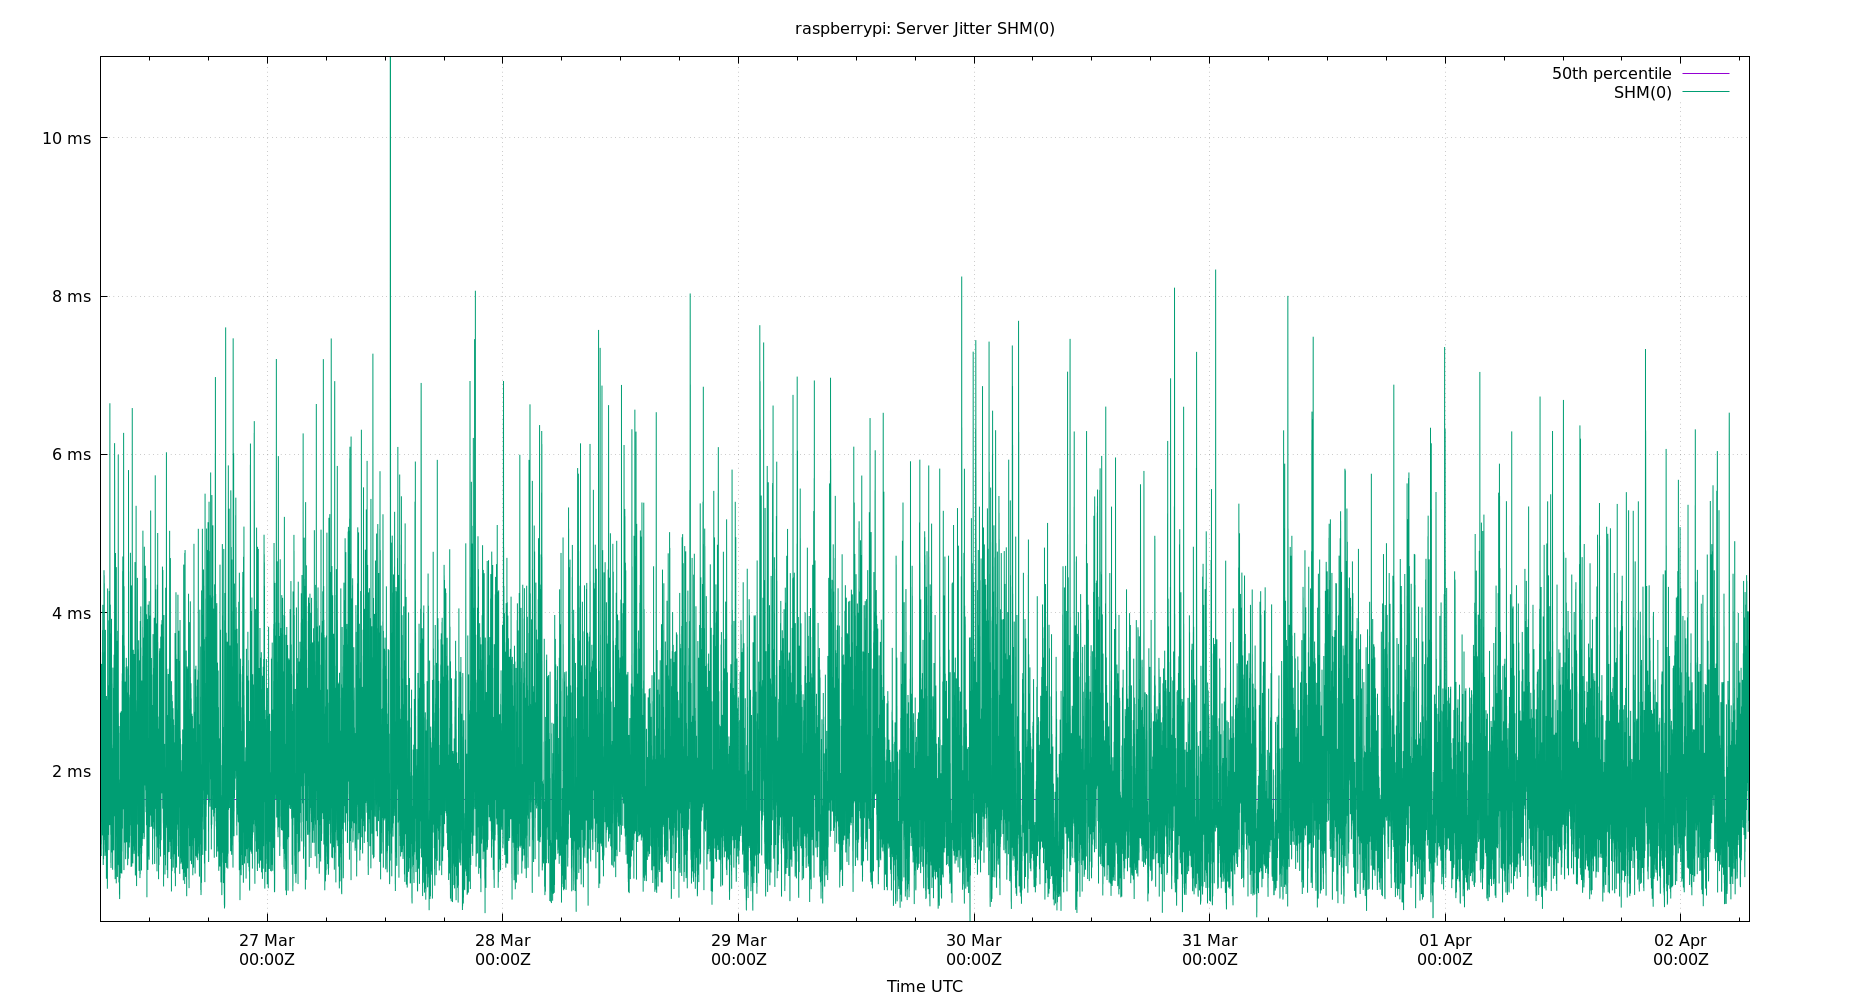 raspberrypi: Server Jitter SHM(0)
50th percentile
SHM(0)
10 ms
8 ms
6 ms
4 ms
2 ms
27 Mar 28 Mar 29 Mar 30 Mar 31 Mar 01 Apr 02 Apr
00:00Z 00:00Z 00:00Z 00:00Z 00:00Z 00:00Z 00:00Z
Time UTC